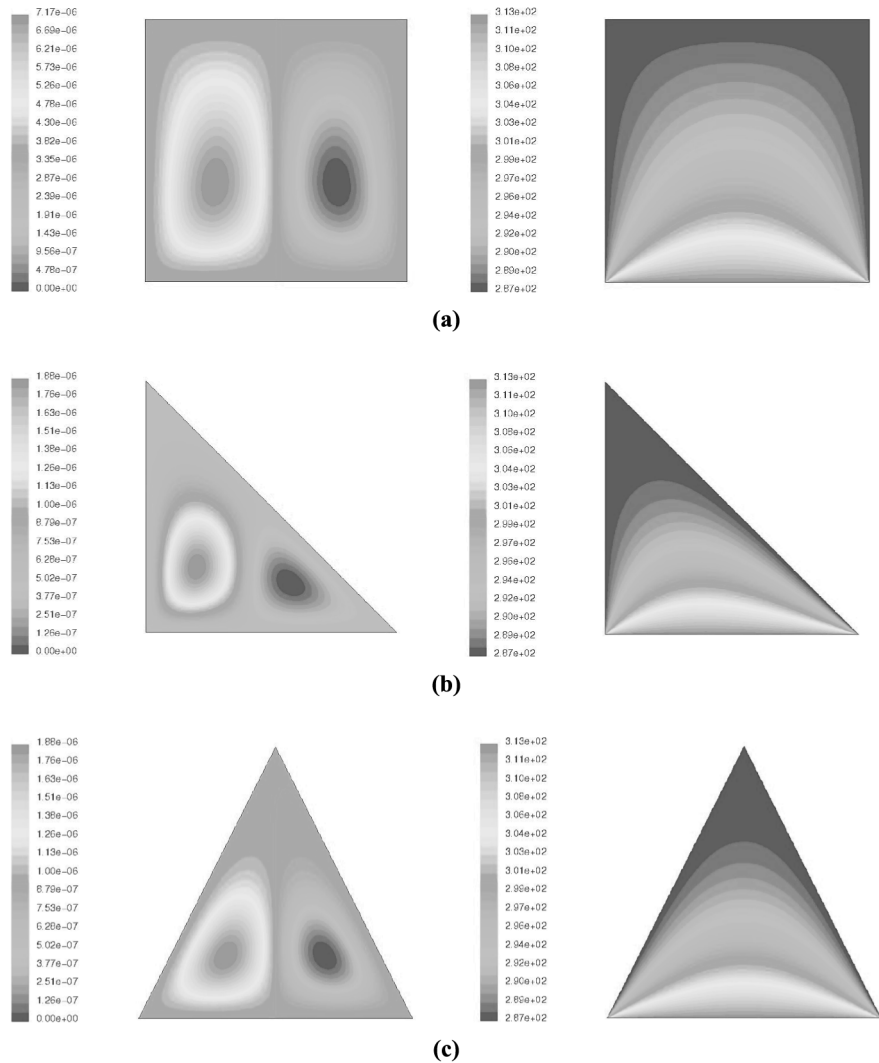 7.17e-06
6.69e-06
6.21e-06
5.73e-06
5.26e-06
4.78e-06
4.30e-06
3.82e-06
3.35e-06
2.87e-06
2.39e-06
1.91e-06
1.43e-06
9.56e-07
4.78e-07
0.00e+00
3.13e+02
3.11e+02
3.10e+02
3.08e+02
3.06e+02
3.04e+02
3.03e+02
3.01e+02
2.99e+02
2.97e+02
2.96e+02
2.94e+02
2.92e+02
2.90e+02
2.89e+02
2.87e+02
(a)
1.88e-06
1.76e-06
1.63e-06
1.51e-06
1.38e-06
1.26e-06
1.13e-06
1.00e-06
8.79e-07
7.53e-07
6.28e-07
5.02e-07
3.77e-07
2.51e-07
1.26e-07
0.00e+00
3.13e+02
3.11e+02
3.10e+02
3.08e+02
3.06e+02
3.04e+02
3.03e+02
3.01e+02
2.99e+02
2.97e+02
2.96e+02
2.94e+02
2.92e+02
2.90e+02
2.89e+02
2.87e+02
(b)
1.88e-06
1.76e-06
1.63e-06
1.51e-06
1.38e-06
1.26e-06
1.13e-06
1.00e-06
8.79e-07
7.53e-07
6.28e-07
5.02e-07
3.77e-07
2.51e-07
1.26e-07
0.00e+00
3.13e+02
3.11e+02
3.10e+02
3.08e+02
3.06e+02
3.04e+02
3.03e+02
3.01e+02
2.99e+02
2.97e+02
2.96e+02
2.94e+02
2.92e+02
2.90e+02
2.89e+02
2.87e+02
(c)